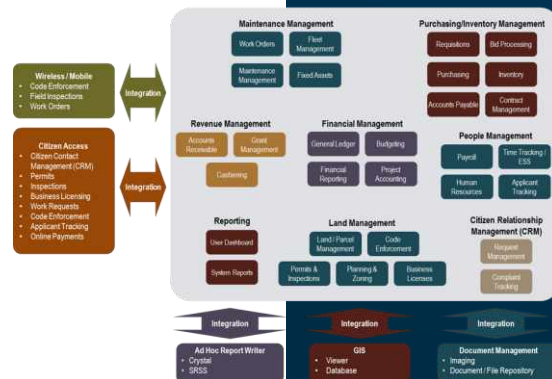 Maintenance Management
Work Orders
Fleet
Management
Maintenance
Management
Fixed Assets
Purchasing/Inventory Management
Requisitions
Bid Processing
Purchasing
Inventory
Accounts Payable
Contract
Management
Wireless / Mobile
• Code Enforcement
• Field Inspections
• Work Orders
Integration
Citizen Access
• Citizen Contact
Management (CRM)
• Permits
• Inspections
• Business Licensing
• Work Requests
• Code Enforcement
• Applicant Tracking
• Online Payments
Integration
Revenue Management
Accounts
Receivable
Grant
Management
Cashiering
Financial Management
General Ledger
Budgeting
Financial
Reporting
Project
Accounting
People Management
Payroll
Time Tracking /
ESS
Human
Resources
Applicant
Tracking
Reporting
User Dashboard
System Reports
Land Management
Land / Parcel
Management
Code
Enforcement
Permits &
Inspections
Planning &
Zoning
Business
Licenses
Citizen Relationship
Management (CRM)
Request
Management
Complaint
Tracking
Integration
Integration
Integration
Ad Hoc Report Writer
• Crystal
• SRSS
GIS
• Viewer
• Database
Document Management
• Imaging
• Document / File Repository